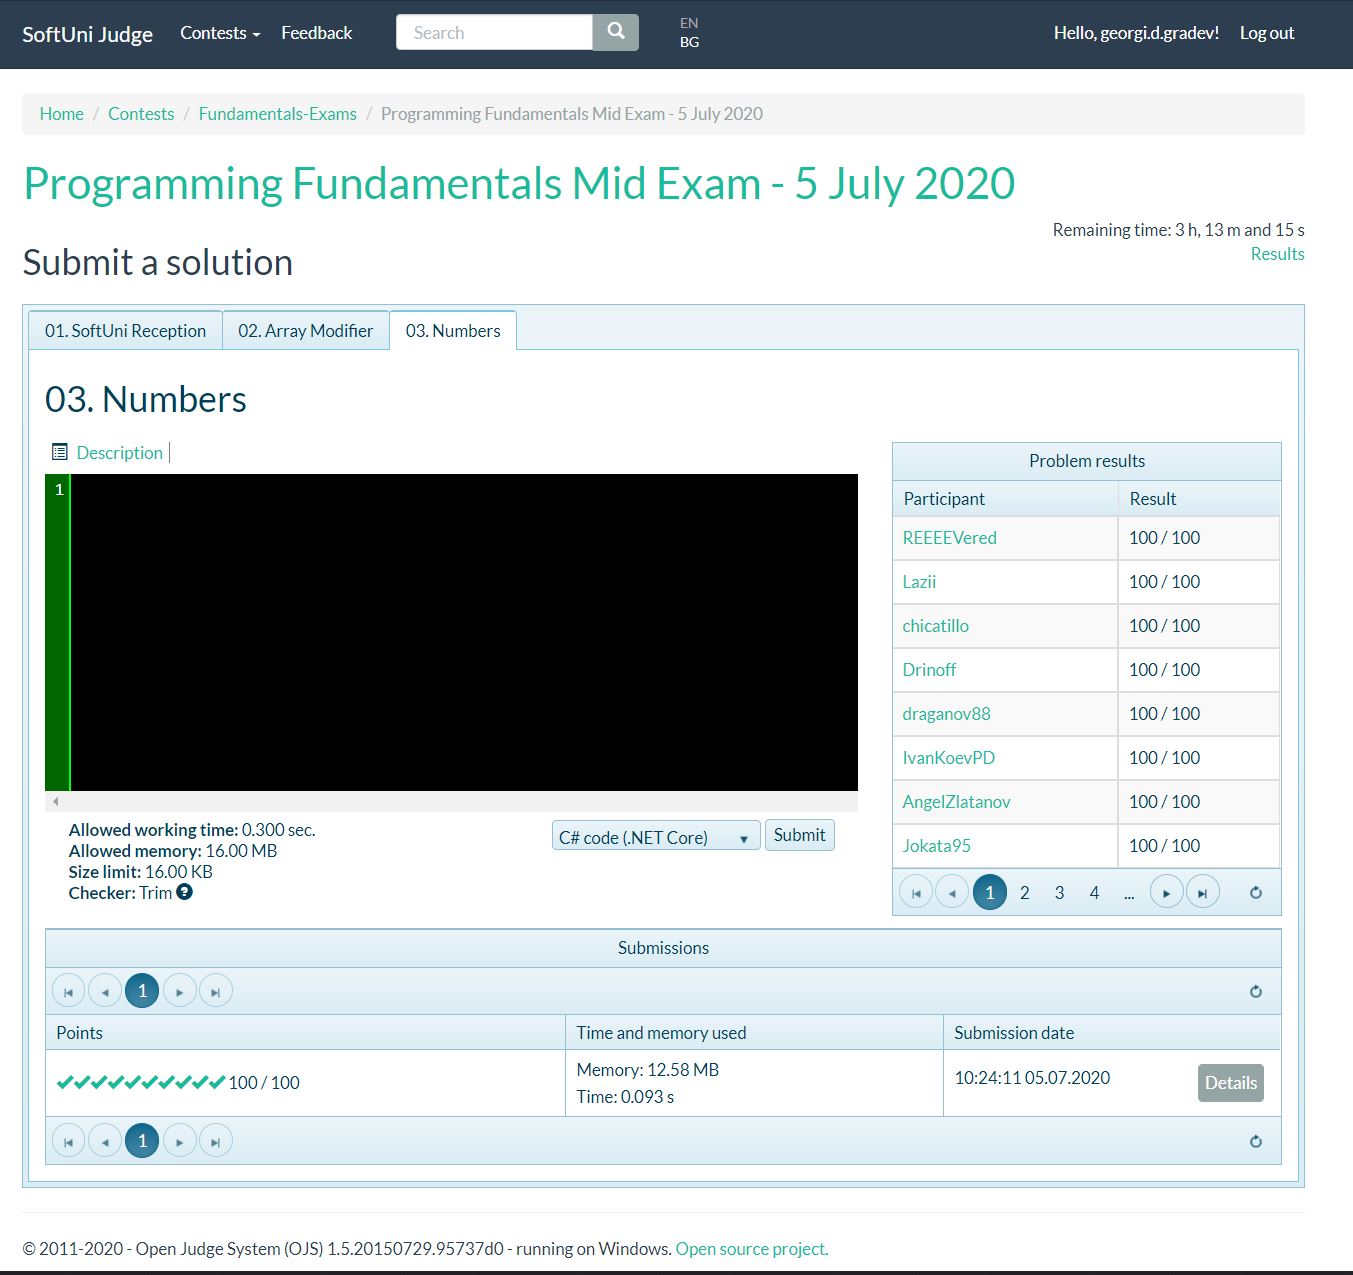 SoftUni Judge Contests Feedback Search EN
BG Hello, georgi.d.gradev! Log out
Home / Contests / Fundamentals-Exams / Programming Fundamentals Mid Exam - 5 July 2020
Programming Fundamentals Mid Exam - 5 July 2020
Remaining time: 3 h, 13 m and 15 s
Results
Submit a solution
01. SoftUni Reception 02. Array Modifier 03. Numbers
03. Numbers
Description
1
Allowed working time: 0.300 sec.
Allowed memory: 16.00 MB
Size limit: 16.00 KB
Checker: Trim ?
C# code (.NET Core) Submit
Problem results
Participant Result
REEEEVered 100 / 100
Lazii 100 / 100
chicatillo 100 / 100
Drinoff 100 / 100
draganov88 100 / 100
IvanKoevPD 100 / 100
AngelZlatanov 100 / 100
Jokata95 100 / 100
1 2 3 4 ...
Submissions
1
Points Time and memory used Submission date
100 / 100 Memory: 12.58 MB 10:24:11 05.07.2020 Details
Time: 0.093 s
1
© 2011-2020 - Open Judge System (OJS) 1.5.20150729.95737d0 - running on Windows. Open source project.